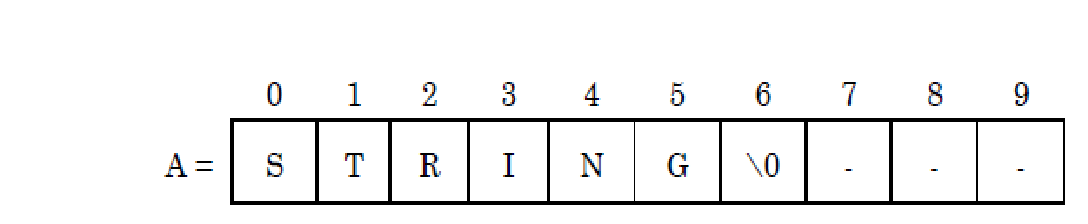 0 1 2 3 4 5 6 7 8 9
A = S T R I N G \0 - - -